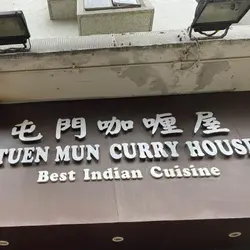 屯門咖喱屋
TUEN MUN CURRY HOUSE
Best Indian Cuisine